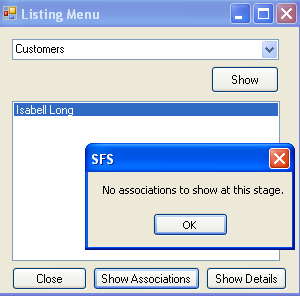 Listing Menu
Customers
Show
Isabell Long
SFS
No associations to show at this stage.
OK
Close
Show Associations
Show Details